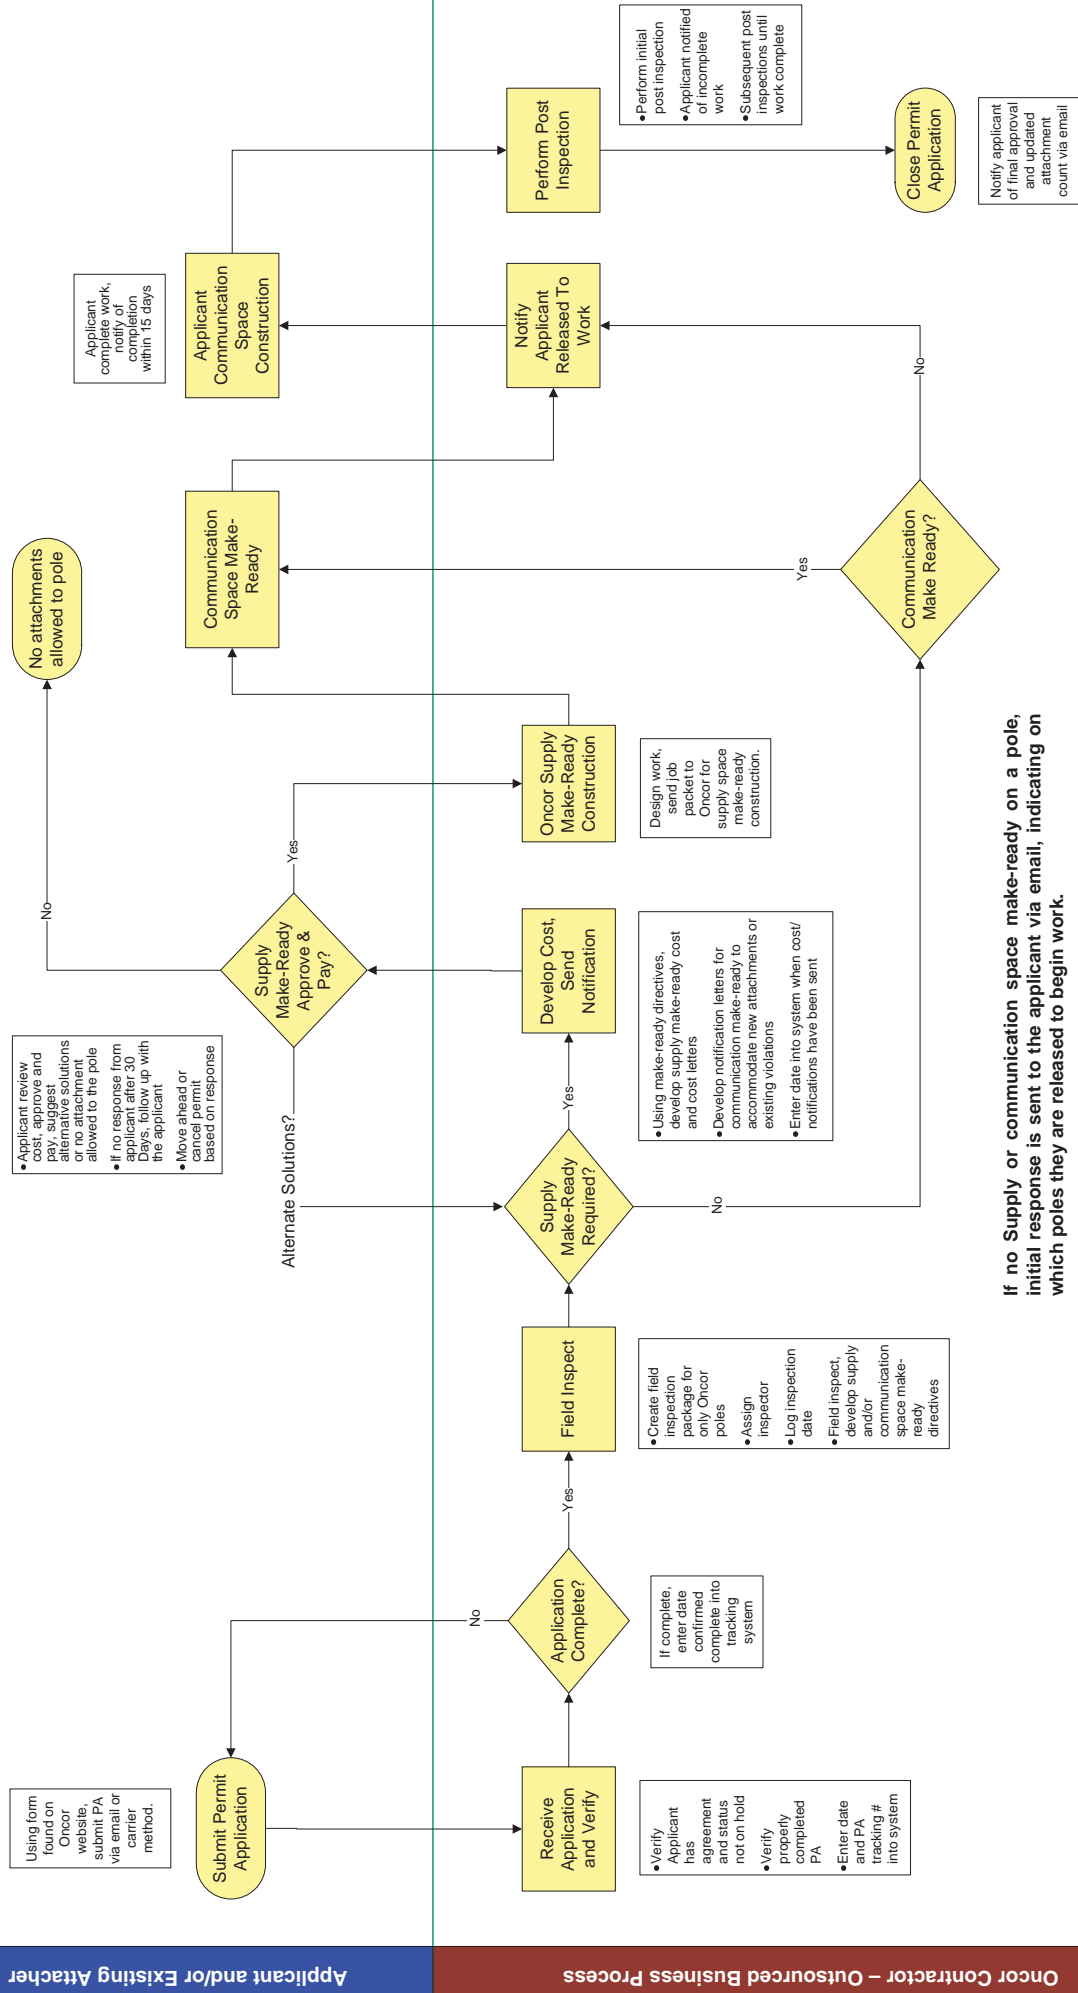 Applicant and/or Existing Attacher
Oncor Contractor – Outsourced Business Process
Using form
found on
Oncor
website,
submit PA
via email or
carrier
method.
Submit Permit
Application
Receive
Application
and Verify
• Verify
Applicant
has
agreement
and status
not on hold
• Verify
properly
completed
PA
• Enter date
and PA
tracking #
into system
No
Application
Complete?
Yes
If complete,
enter date
confirmed
complete into
tracking
system
Field Inspect
• Create field
inspection
package for
only Oncor
poles
• Assign
inspector
• Log inspection
date
• Field inspect,
develop supply
and/or
communication
space make-
ready
directives
• Applicant review
cost, approve and
pay, suggest
alternative solutions
or no attachment
allowed to the pole
• If no response from
applicant after 30
Days, follow up with
the applicant
• Move ahead or
cancel permit
based on response
Alternate Solutions?
Supply
Make-Ready
Required?
Yes
No
Develop Cost,
Send
Notification
• Using make-ready directives,
develop supply make-ready cost
and cost letters
• Develop notification letters for
communication make-ready to
accommodate new attachments or
existing violations
• Enter date into system when cost/
notifications have been sent
Supply
Make-Ready
Approve &
Pay?
No
Yes
No attachments
allowed to pole
Oncor Supply
Make-Ready
Construction
Design work,
send job
packet to
Oncor for
supply space
make-ready
construction.
Communication
Space Make-
Ready
Yes
Communication
Make Ready?
No
Notify
Applicant
Released To
Work
Applicant
complete work,
notify of
completion
within 15 days
Applicant
Communication
Space
Construction
Perform Post
Inspection
• Perform initial
post inspection
• Applicant notified
of incomplete
work
• Subsequent post
inspections until
work complete
Close Permit
Application
Notify applicant
of final approval
and updated
attachment
count via email
If no Supply or communication space make-ready on a pole,
initial response is sent to the applicant via email, indicating on
which poles they are released to begin work.